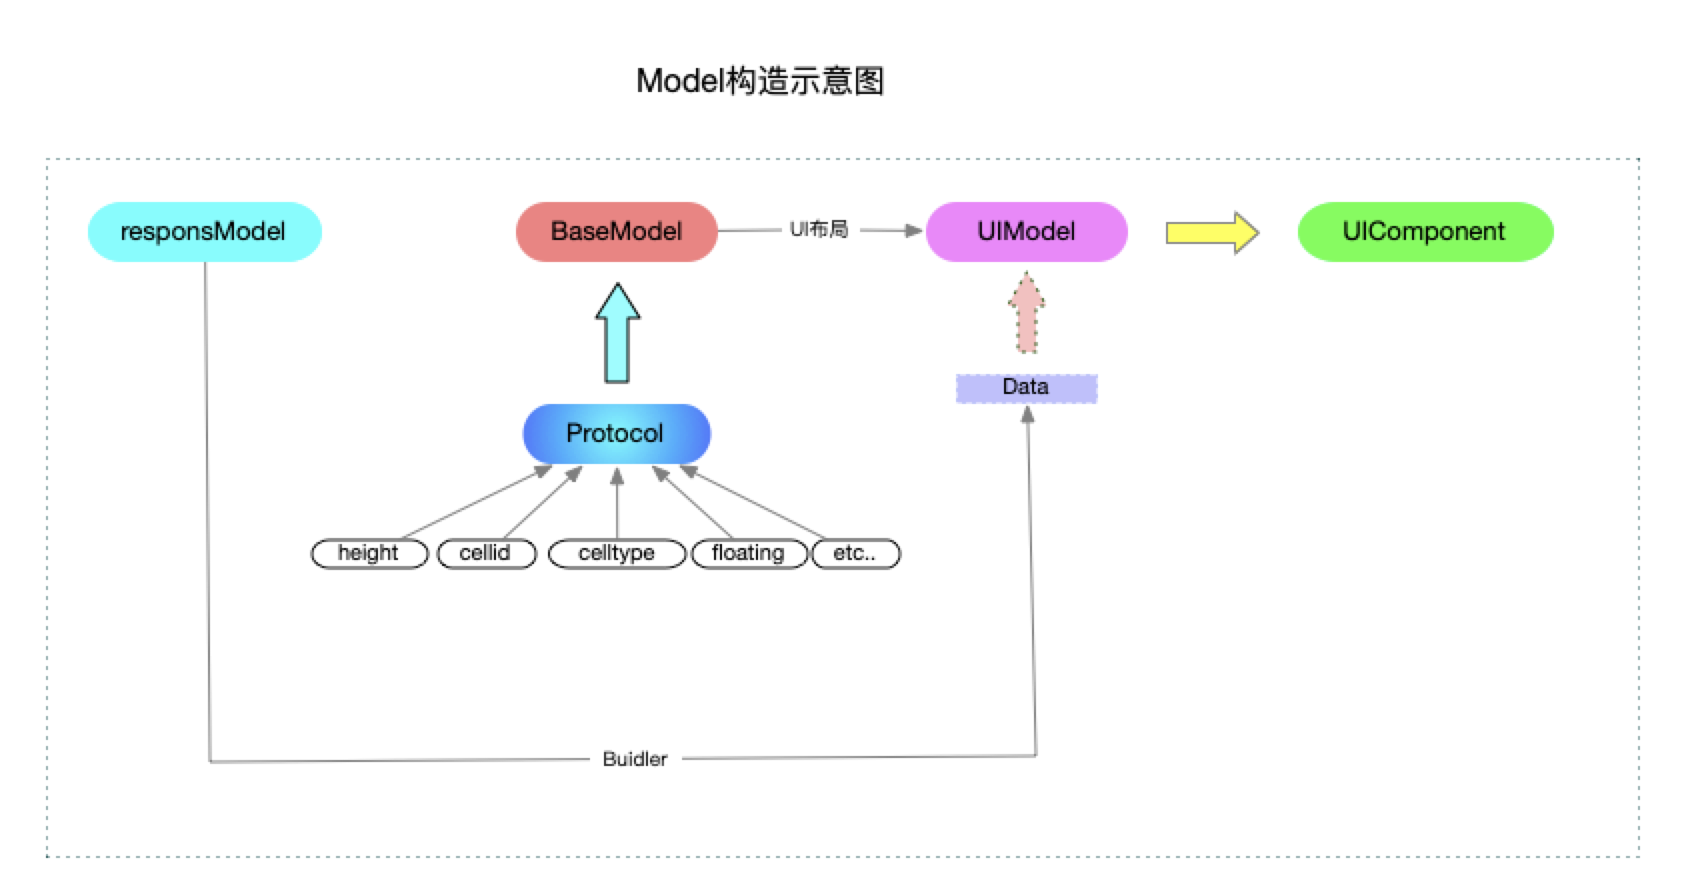 Model构造示意图
responsModel
BaseModel
UI布局
UIModel
UIComponent
Data
Protocol
height
cellid
celltype
floating
etc..
Buidler